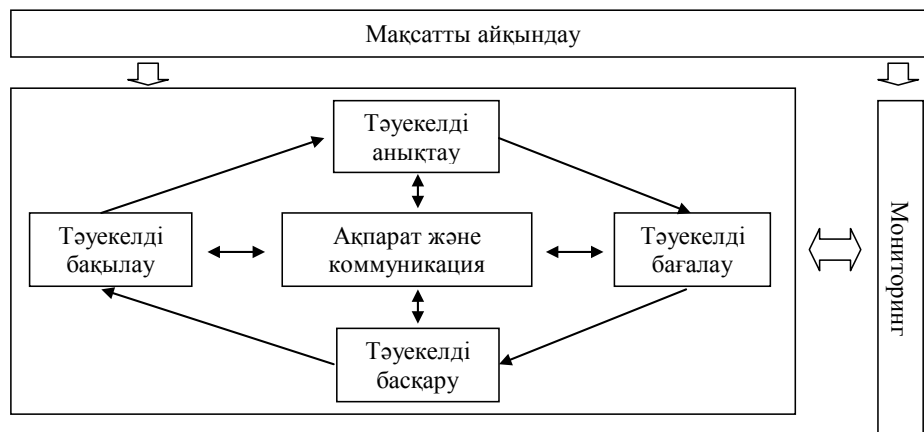 Мақсатты айқындау
Тәуекелді
анықтау
Тәуекелді
бақылау
Ақпарат және
коммуникация
Тәуекелді
бағалау
Тәуекелді
басқару
Мониторинг